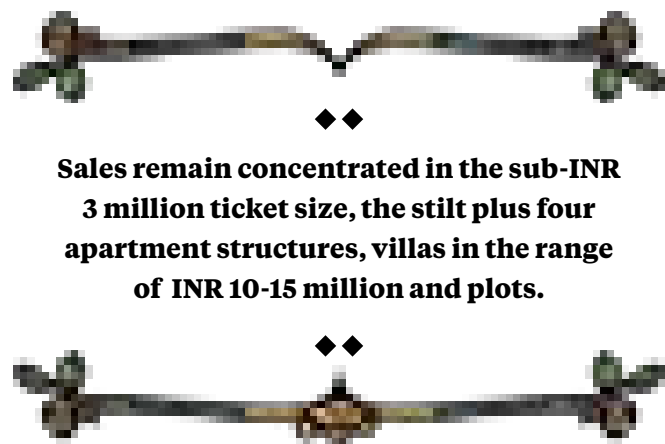 Sales remain concentrated in the sub-INR
3 million ticket size, the stilt plus four
apartment structures, villas in the range
of INR 10-15 million and plots.